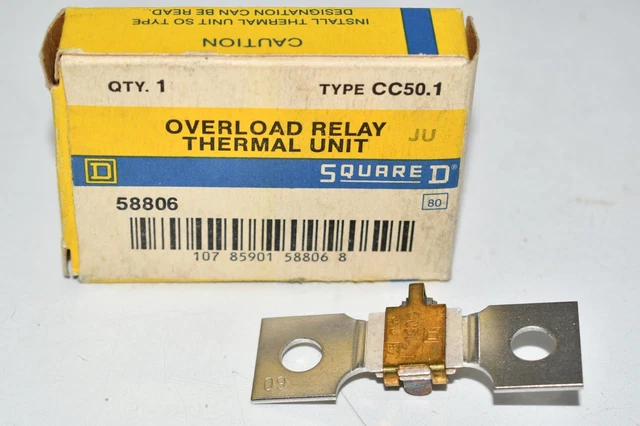 INSTALL THERMAL UNIT SO TYPE
DESIGNATION CAN BE READ.
CAUTION
QTY. 1 TYPE CC50.1
OVERLOAD RELAY JU
THERMAL UNIT
D SQUARE D®
58806
80
107 85901 58806 8
60